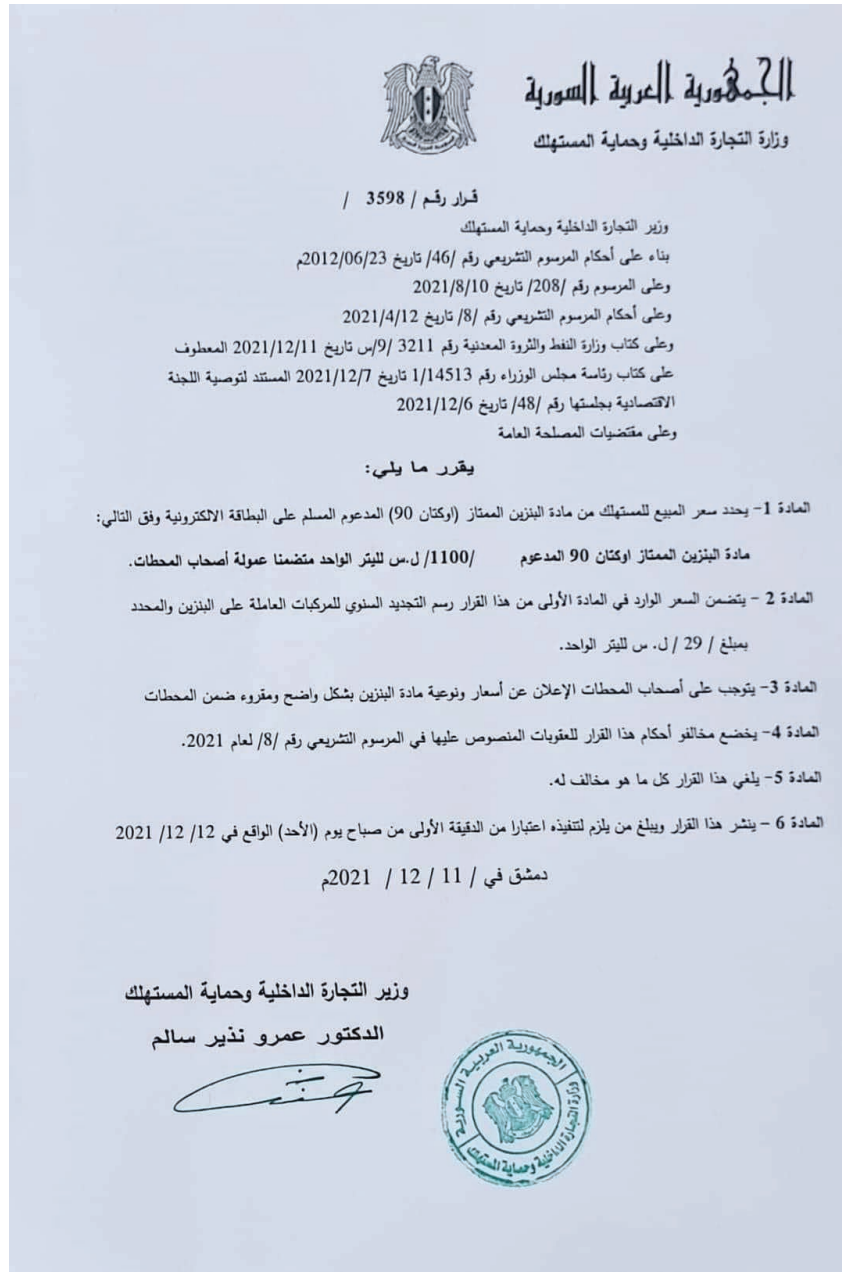 الجمهورية العربية السورية
وزارة التجارة الداخلية وحماية المستهلك
قرار رقم / 3598 /
وزير التجارة الداخلية وحماية المستهلك
بناء على أحكام المرسوم التشريعي رقم /46/ تاريخ 2012/06/23م
وعلى المرسوم رقم /208/ تاريخ 2021/8/10
وعلى أحكام المرسوم التشريعي رقم /8/ تاريخ 2021/4/12
وعلى كتاب وزارة النفط والثروة المعدنية رقم 3211 /9/س تاريخ 2021/12/11 المعطوف
على كتاب رئاسة مجلس الوزراء رقم 1/14513 تاريخ 2021/12/7 المستند لتوصية اللجنة
الاقتصادية بجلستها رقم /48/ تاريخ 2021/12/6
وعلى مقتضيات المصلحة العامة
يقرر ما يلي:
المادة 1- يحدد سعر المبيع للمستهلك من مادة البنزين الممتاز (اوكتان 90) المدعوم المسلم على البطاقة الالكترونية وفق التالي:
مادة البنزين الممتاز اوكتان 90 المدعوم /1100/ ل.س لليتر الواحد متضمنا عمولة أصحاب المحطات.
المادة 2 - يتضمن السعر الوارد في المادة الأولى من هذا القرار رسم التجديد السنوي للمركبات العاملة على البنزين والمحدد
بمبلغ / 29 / ل. س لليتر الواحد.
المادة 3- يتوجب على أصحاب المحطات الإعلان عن أسعار ونوعية مادة البنزين بشكل واضح ومقروء ضمن المحطات
المادة 4- يخضع مخالفو أحكام هذا القرار للعقوبات المنصوص عليها في المرسوم التشريعي رقم /8/ لعام 2021.
المادة 5- يلغي هذا القرار كل ما هو مخالف له.
المادة 6 - ينشر هذا القرار ويبلغ من يلزم لتنفيذه اعتبارا من الدقيقة الأولى من صباح يوم (الأحد) الواقع في 12/ 12/ 2021
دمشق في / 11 / 12 / 2021م
وزير التجارة الداخلية وحماية المستهلك
الدكتور عمرو نذير سالم
الجمهورية العربية السورية
وزارة التجارة الداخلية وحماية المستهلك